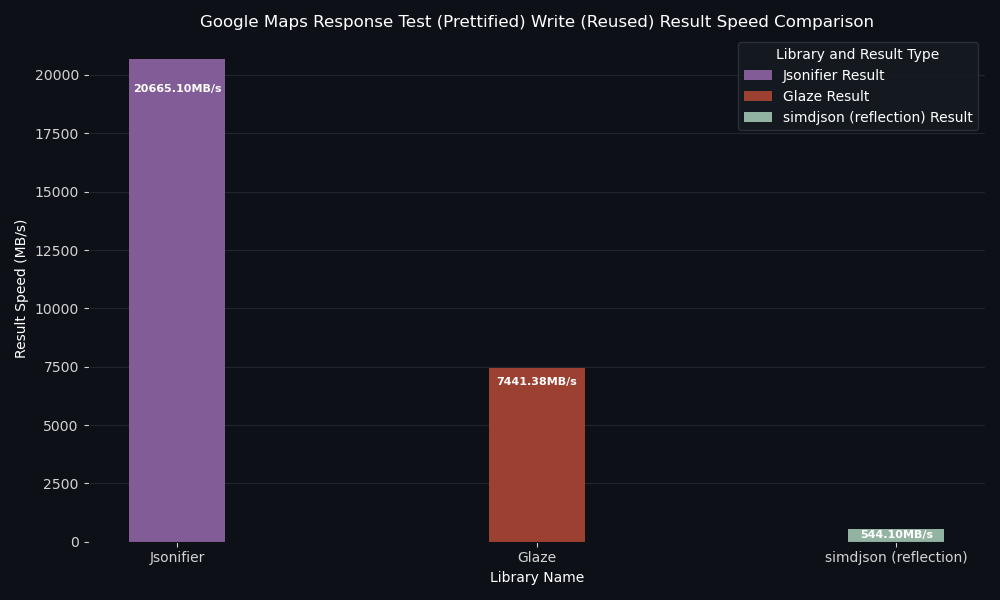 Google Maps Response Test (Prettified) Write (Reused) Result Speed Comparison
Library and Result Type
Jsonifier Result
Glaze Result
simdjson (reflection) Result
Result Speed (MB/s)
20000
17500
15000
12500
10000
7500
5000
2500
0
20665.10MB/s
7441.38MB/s
544.10MB/s
Jsonifier
Glaze
simdjson (reflection)
Library Name